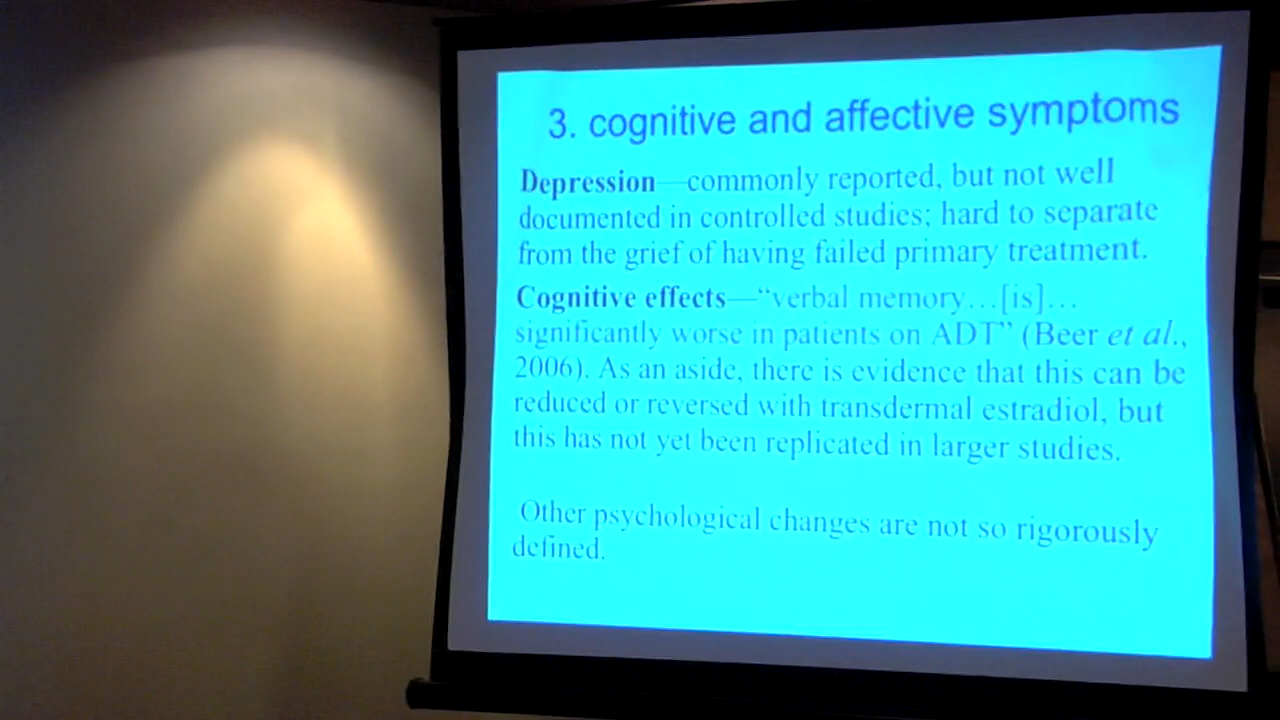 3. cognitive and affective symptoms
Depression—commonly reported, but not well
documented in controlled studies; hard to separate
from the grief of having failed primary treatment.
Cognitive effects—“verbal memory…[is]…
significantly worse in patients on ADT” (Beer et al.,
2006). As an aside, there is evidence that this can be
reduced or reversed with transdermal estradiol, but
this has not yet been replicated in larger studies.
Other psychological changes are not so rigorously
defined.